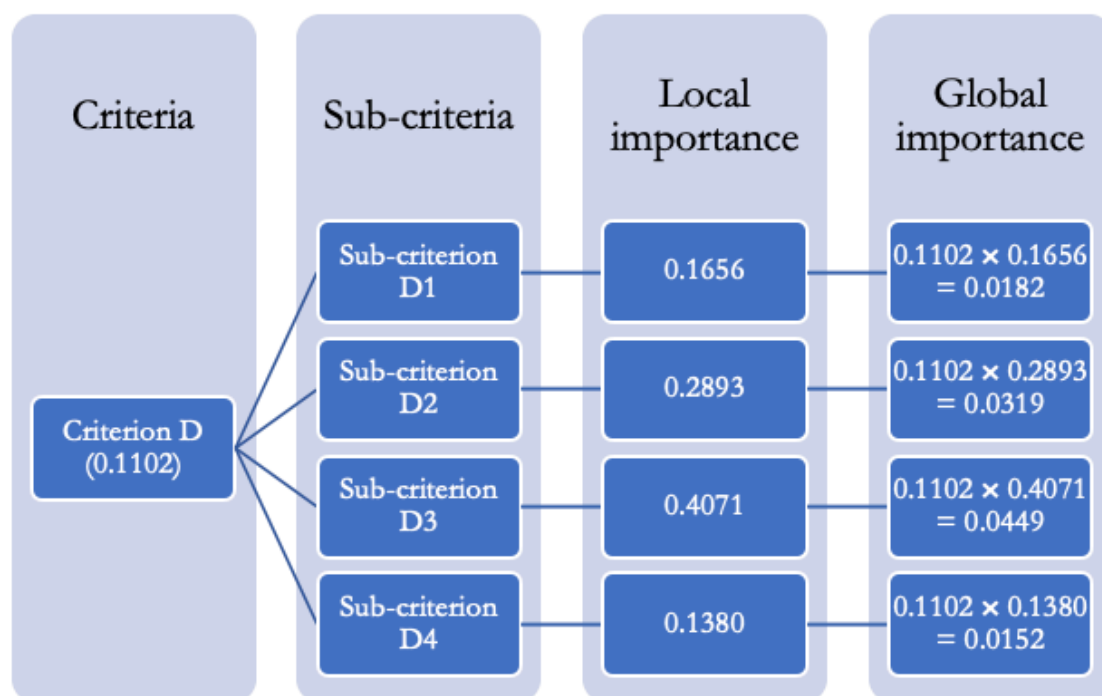 Criteria
Sub-criteria
Local
importance
Global
importance
Criterion D
(0.1102)
Sub-criterion
D1
0.1656
0.1102 × 0.1656
= 0.0182
Sub-criterion
D2
0.2893
0.1102 × 0.2893
= 0.0319
Sub-criterion
D3
0.4071
0.1102 × 0.4071
= 0.0449
Sub-criterion
D4
0.1380
0.1102 × 0.1380
= 0.0152